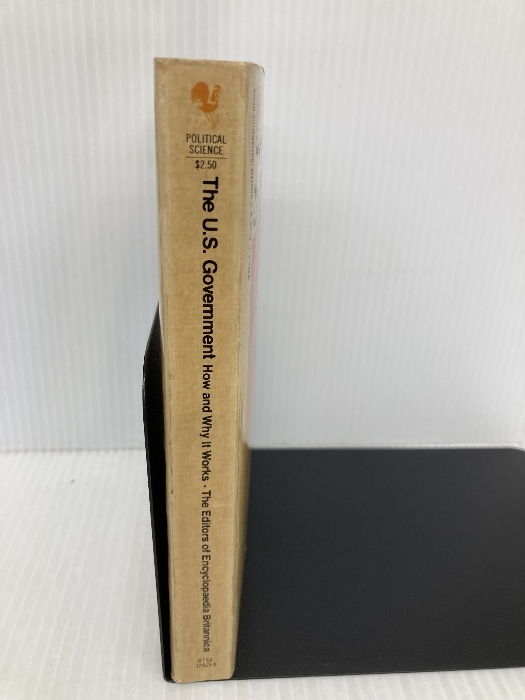 POLITICAL
SCIENCE
$2.50
The U.S. Government How and Why It Works · The Editors of Encyclopaedia Britannica